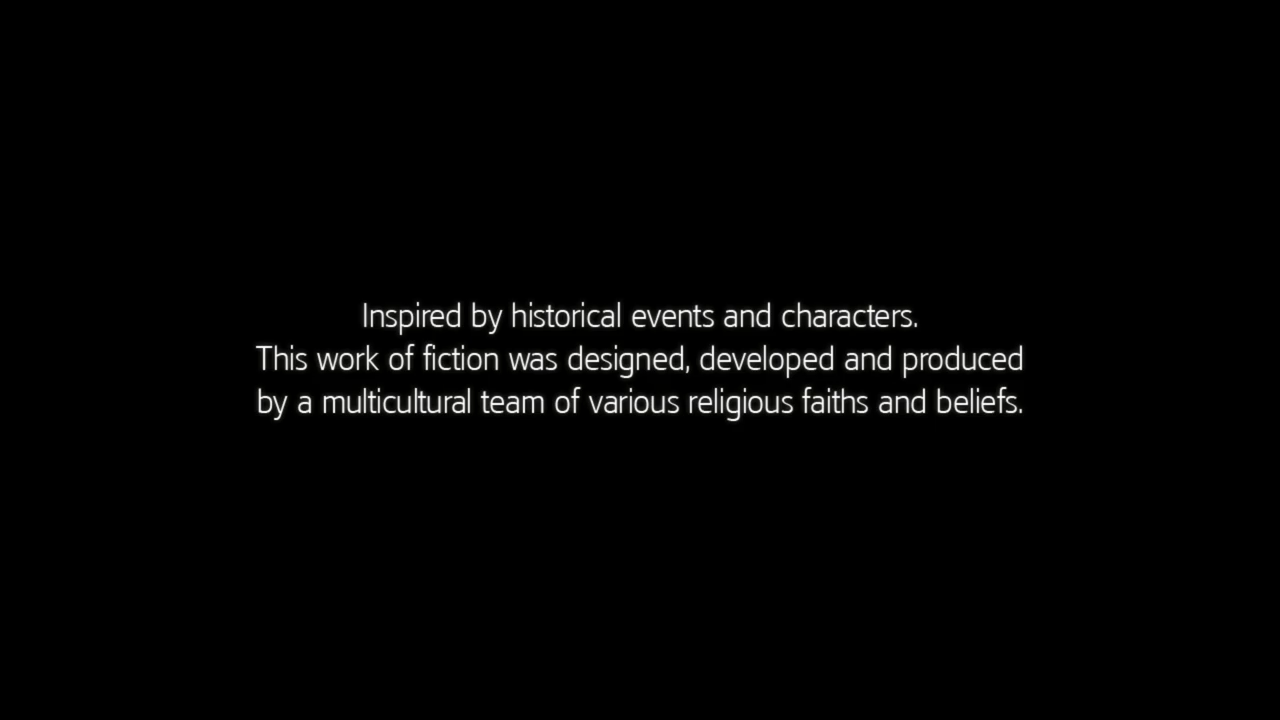 Inspired by historical events and characters.
This work of fiction was designed, developed and produced
by a multicultural team of various religious faiths and beliefs.